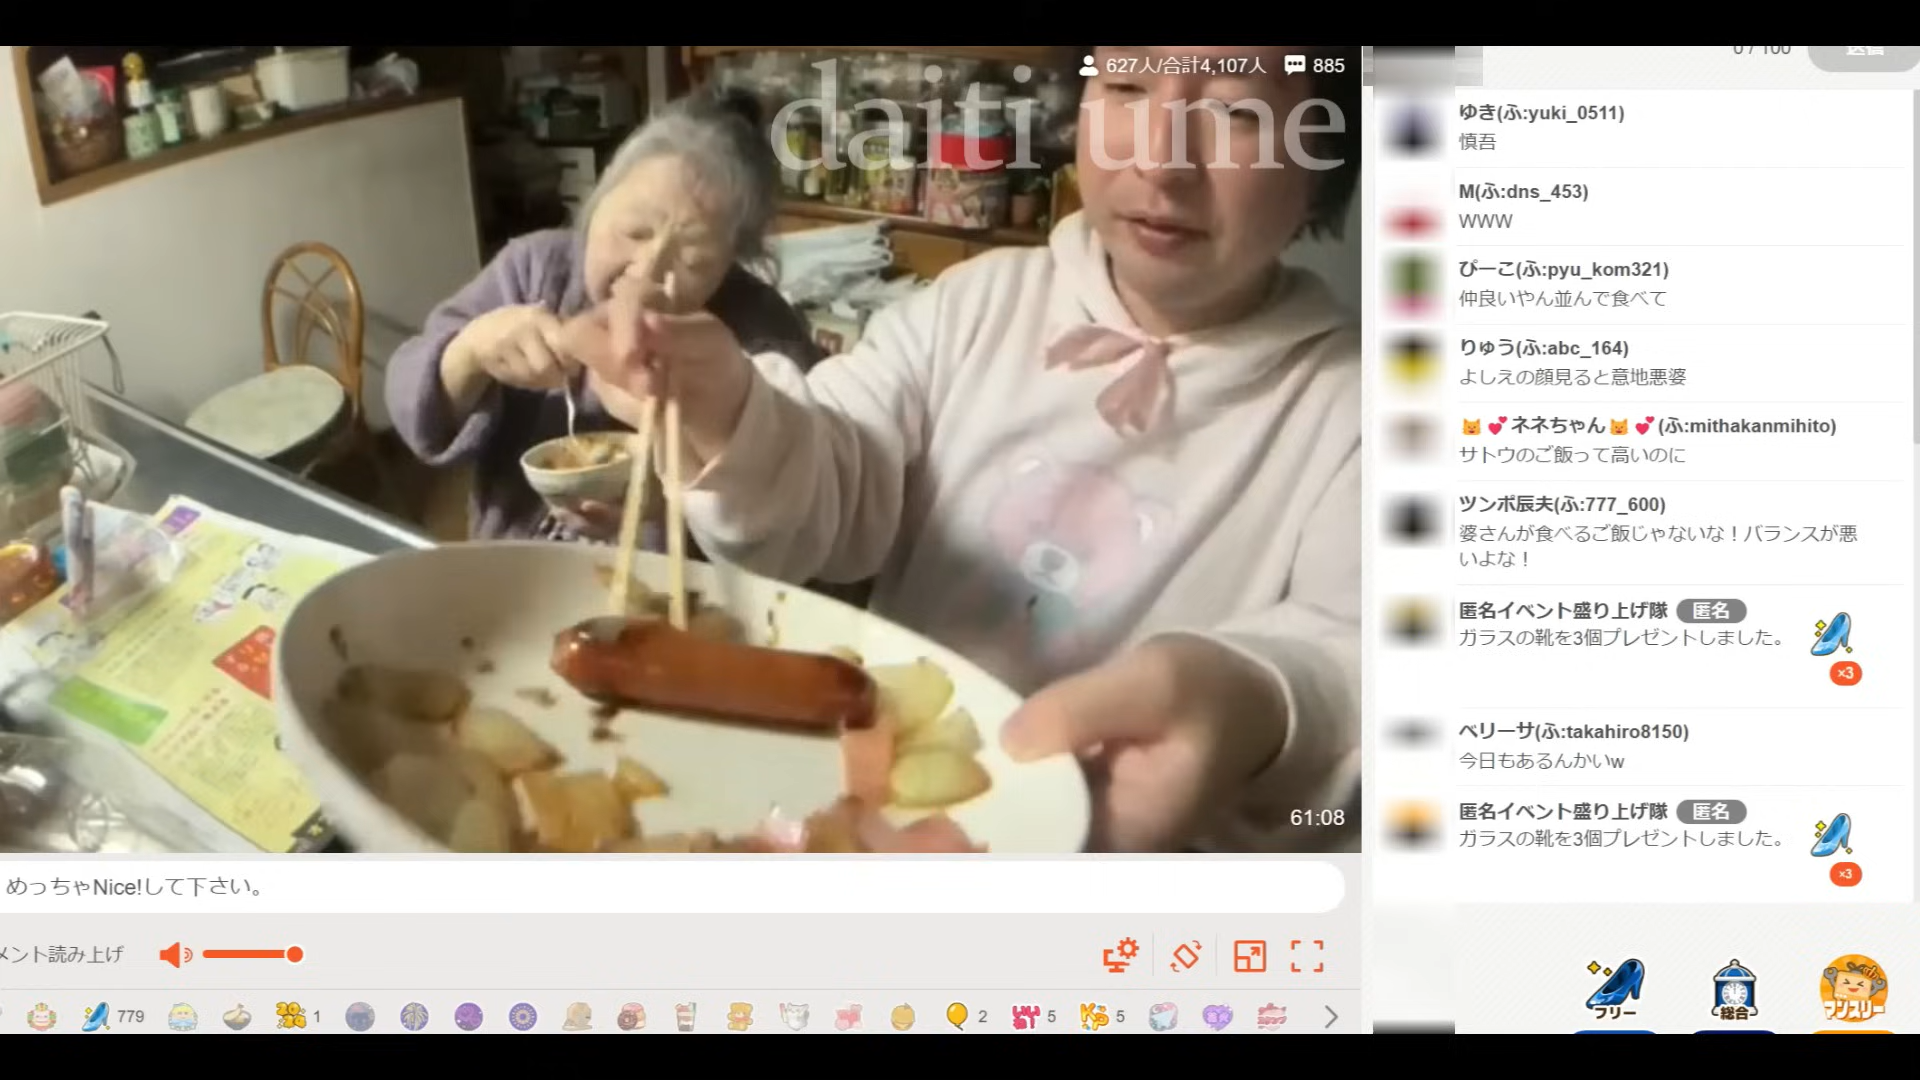 daiti ume
627人/合計4,107人 885
61:08
めっちゃNice!して下さい。
メント読み上げ
779
1
2
5
5
0 / 100
送信
ゆき(ふ:yuki_0511)
慎吾
M(ふ:dns_453)
WWW
ぴーこ(ふ:pyu_kom321)
仲良いやん並んで食べて
りゅう(ふ:abc_164)
よしえの顔見ると意地悪婆
🐱💕ネネちゃん🐱💕(ふ:mithakanmihito)
サトウのご飯って高いのに
ツンポ辰夫(ふ:777_600)
婆さんが食べるご飯じゃないな！バランスが悪
いよな！
匿名イベント盛り上げ隊 匿名
ガラスの靴を3個プレゼントしました。
×3
ベリーサ(ふ:takahiro8150)
今日もあるんかいw
匿名イベント盛り上げ隊 匿名
ガラスの靴を3個プレゼントしました。
×3
フリー
総合
マンスリー